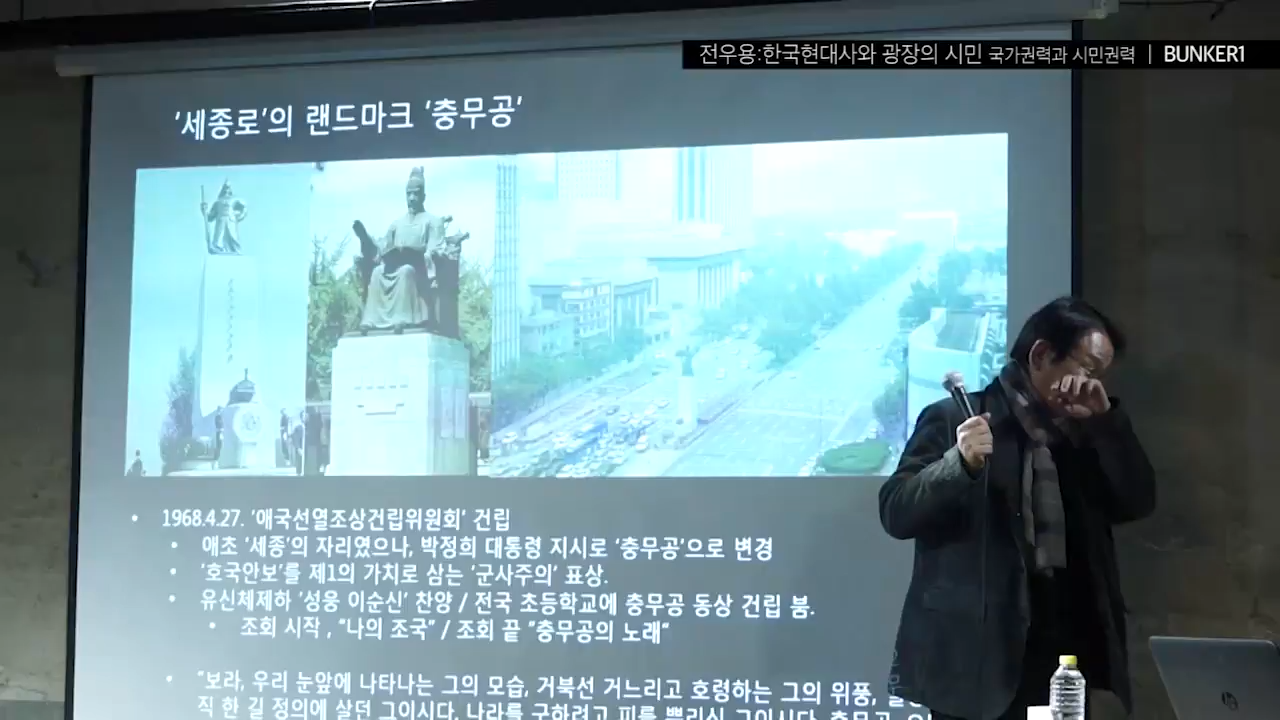 전우용:한국현대사와 광장의 시민 국가권력과 시민권력 | BUNKER1
'세종로'의 랜드마크 '충무공'
• 1968.4.27. '애국선열조상건립위원회' 건립
• 애초 '세종'의 자리였으나, 박정희 대통령 지시로 '충무공'으로 변경
• '호국안보'를 제1의 가치로 삼는 '군사주의' 표상.
• 유신체제하 '성웅 이순신' 찬양 / 전국 초등학교에 충무공 동상 건립 붐.
• 조회 시작 , “나의 조국” / 조회 끝 ”충무공의 노래“
• “보라, 우리 눈앞에 나타나는 그의 모습, 거북선 거느리고 호령하는 그의 위풍,
직 한 길 정의에 살던 그이시다. 나라를 구하려고 피를 뿌리신 그이시다. 충무공